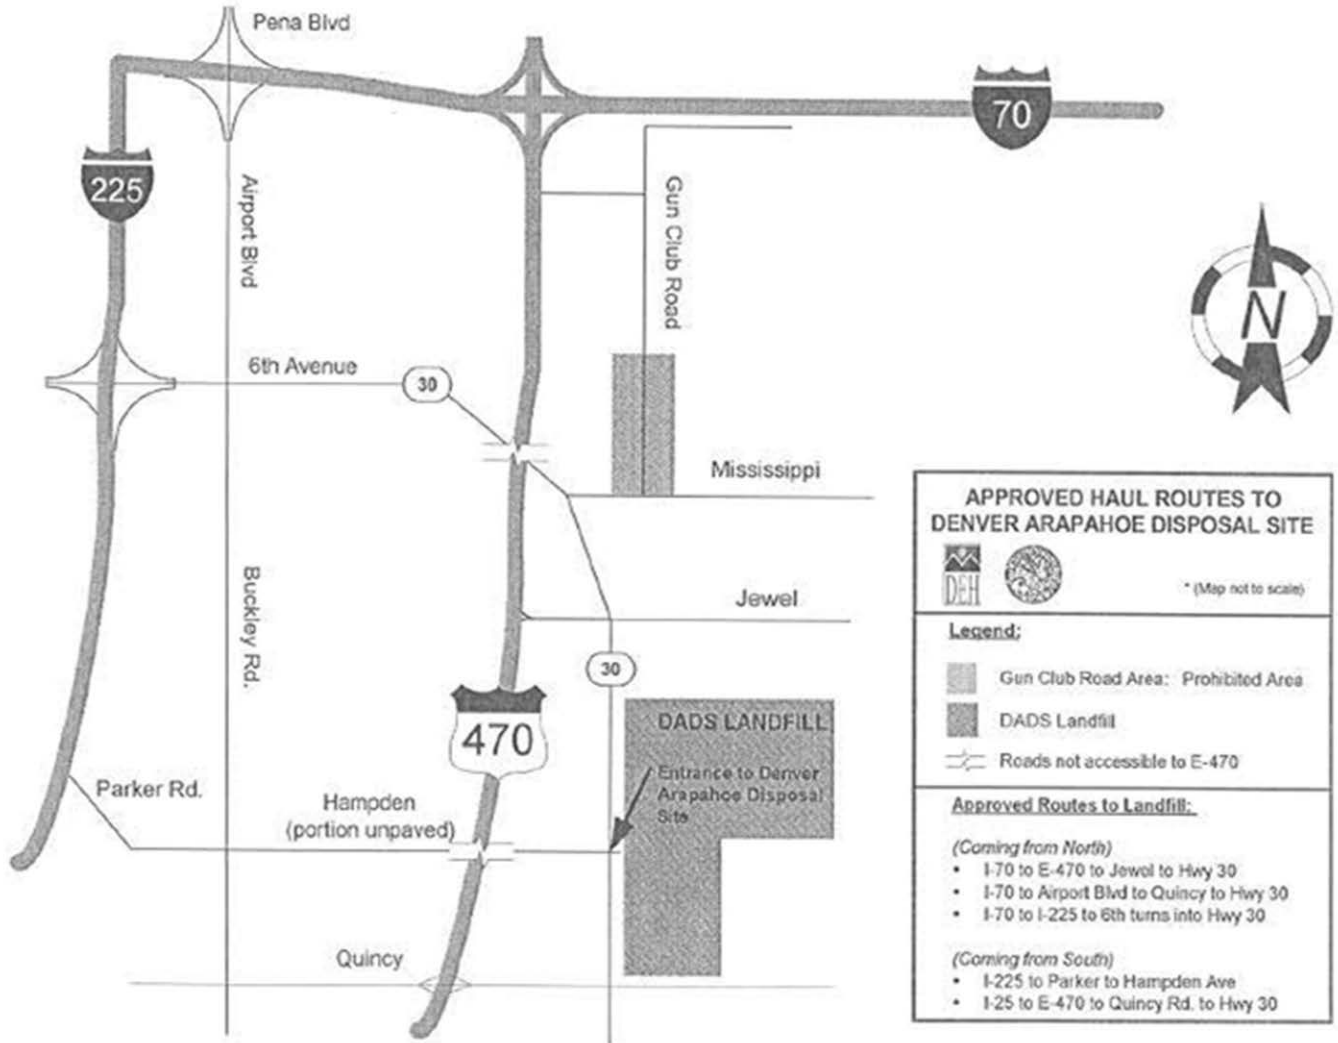 Pena Blvd
70
225
Airport Blvd
Gun Club Road
N
6th Avenue
30
Mississippi
Jewel
Buckley Rd.
30
470
DADS LANDFILL
Entrance to Denver
Arapahoe Disposal
Site
Parker Rd.
Hampden
(portion unpaved)
Quincy
APPROVED HAUL ROUTES TO
DENVER ARAPAHOE DISPOSAL SITE
DEH
* (Map not to scale)
Legend:
Gun Club Road Area: Prohibited Area
DADS Landfill
Roads not accessible to E-470
Approved Routes to Landfill:
(Coming from North)
• I-70 to E-470 to Jewel to Hwy 30
• I-70 to Airport Blvd to Quincy to Hwy 30
• I-70 to I-225 to 6th turns into Hwy 30
(Coming from South)
• I-225 to Parker to Hampden Ave
• I-25 to E-470 to Quincy Rd. to Hwy 30